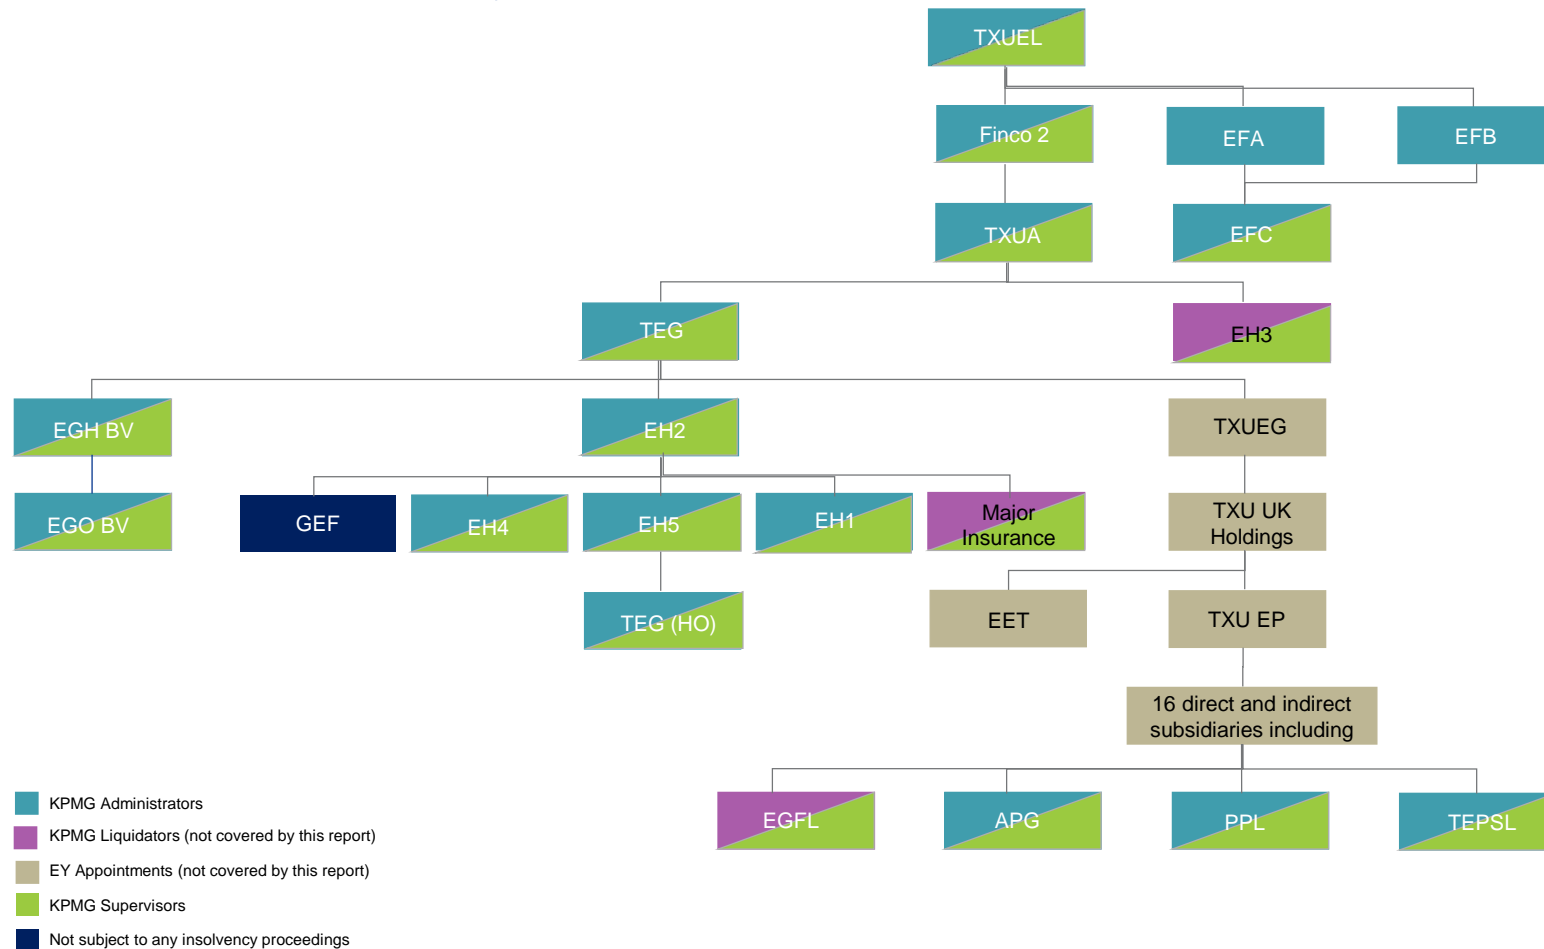 TXUEL
Finco 2
EFA
EFB
TXUA
EFC
TEG
EH3
EGH BV
EH2
TXUEG
EGO BV
GEF
EH4
EH5
EH1
Major
Insurance
TXU UK
Holdings
TEG (HO)
EET
TXU EP
16 direct and indirect
subsidiaries including
EGFL
APG
PPL
TEPSL
KPMG Administrators
KPMG Liquidators (not covered by this report)
EY Appointments (not covered by this report)
KPMG Supervisors
Not subject to any insolvency proceedings